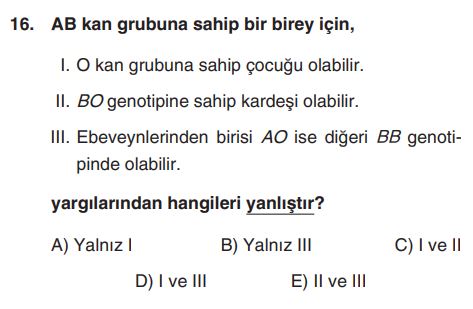 16. AB kan grubuna sahip bir birey için,
I. O kan grubuna sahip çocuğu olabilir.
II. BO genotipine sahip kardeşi olabilir.
III. Ebeveynlerinden birisi AO ise diğeri BB genoti-
pinde olabilir.
yargılarından hangileri yanlıştır?
A) Yalnız I B) Yalnız III C) I ve II
D) I ve III E) II ve III